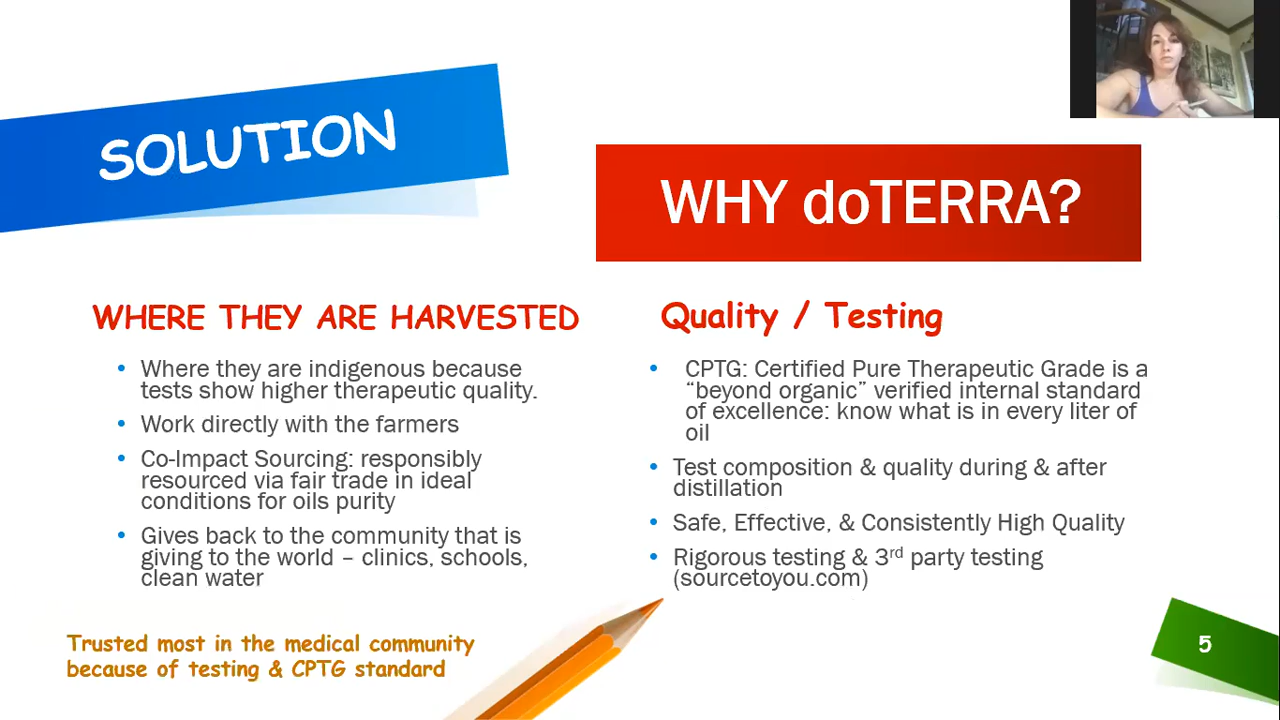 SOLUTION
WHY doTERRA?
WHERE THEY ARE HARVESTED
Where they are indigenous because
tests show higher therapeutic quality.
Work directly with the farmers
Co-Impact Sourcing: responsibly
resourced via fair trade in ideal
conditions for oils purity
Gives back to the community that is
giving to the world – clinics, schools,
clean water
Trusted most in the medical community
because of testing & CPTG standard
Quality / Testing
CPTG: Certified Pure Therapeutic Grade is a
“beyond organic” verified internal standard
of excellence: know what is in every liter of
oil
Test composition & quality during & after
distillation
Safe, Effective, & Consistently High Quality
Rigorous testing & 3rd party testing
(sourcetoyou.com)
5